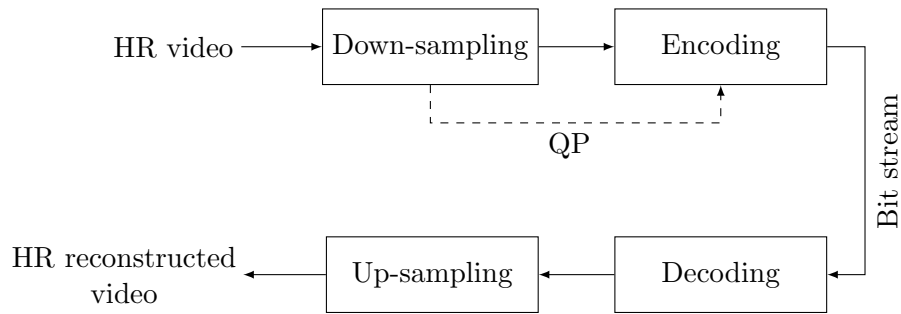 HR video
Down-sampling
Encoding
QP
Bit stream
HR reconstructed
video
Up-sampling
Decoding